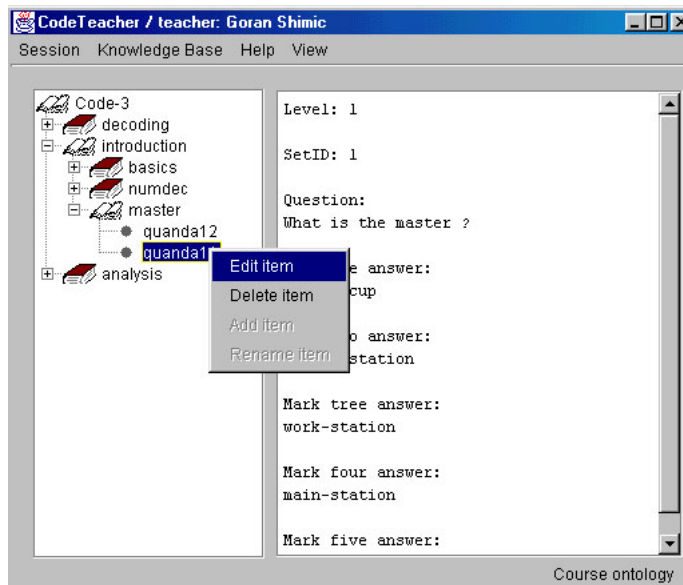 CodeTeacher / teacher: Goran Shimic
Session Knowledge Base Help View
Code-3
decoding
introduction
basics
numdec
master
quanda12
analysis
Edit item
Delete item
Add item
Rename item
Level: 1
SetID: 1
Question:
What is the master ?
answer:
cup
answer:
station
Mark tree answer:
work-station
Mark four answer:
main-station
Mark five answer:
Course ontology